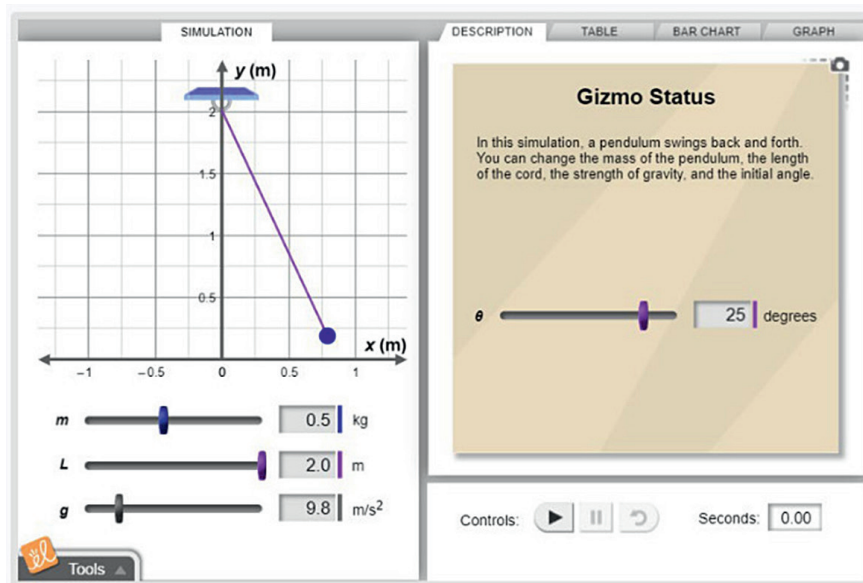 SIMULATION
DESCRIPTION
TABLE
BAR CHART
GRAPH
y (m)
2
1.5
1
0.5
x (m)
−1
−0.5
0
0.5
1
m
0.5
kg
L
2.0
m
g
9.8
m/s²
Tools
Gizmo Status
In this simulation, a pendulum swings back and forth.
You can change the mass of the pendulum, the length
of the cord, the strength of gravity, and the initial angle.
θ
25
degrees
Controls:
Seconds:
0.00